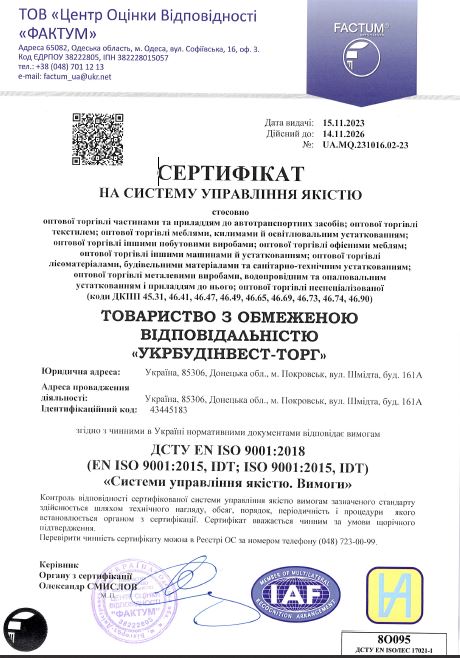 ТОВ «Центр Оцінки Відповідності
«ФАКТУМ»
Адреса 65082, Одеська область, м. Одеса, вул. Софіївська, 16, оф. 3.
Код ЄДРПОУ 38222805, ІПН 382228015057
тел.: +38 (048) 701 12 13
e-mail: factum_ua@ukr.net
FACTUM®
Дата видачі: 15.11.2023
Дійсний до: 14.11.2026
№: UA.MQ.231016.02-23
СЕРТИФІКАТ
НА СИСТЕМУ УПРАВЛІННЯ ЯКІСТЮ
стосовно
оптової торгівлі частинами та приладдям до автотранспортних засобів; оптової торгівлі
текстилем; оптової торгівлі меблями, килимами й освітлювальним устаткованням;
оптової торгівлі іншими побутовими виробами; оптової торгівлі офісними меблям;
оптової торгівлі іншими машинами й устаткованням; оптової торгівлі
лісоматеріалами, будівельними матеріалами та санітарно-технічним устаткованням;
оптової торгівлі металевими виробами, водопровідним та опалювальним
устаткованням і приладдям до нього; оптової торгівлі неспеціалізованої
(коди ДКПП 45.31, 46.41, 46.47, 46.49, 46.65, 46.69, 46.73, 46.74, 46.90)
ТОВАРИСТВО З ОБМЕЖЕНОЮ
ВІДПОВІДАЛЬНІСТЮ
«УКРБУДІНВЕСТ-ТОРГ»
Юридична адреса: Україна, 85306, Донецька обл., м. Покровськ, вул. Шмідта, буд. 161А
Адреса провадження
діяльності: Україна, 85306, Донецька обл., м. Покровськ, вул. Шмідта, буд. 161А
Ідентифікаційний код: 43445183
згідно з чинними в Україні нормативними документами відповідає вимогам
ДСТУ EN ISO 9001:2018
(EN ISO 9001:2015, IDT; ISO 9001:2015, IDT)
«Системи управління якістю. Вимоги»
Контроль відповідності сертифікованої системи управління якістю вимогам зазначеного стандарту
здійснюється шляхом технічного нагляду, обсяг, порядок, періодичність і процедури якого
встановлюється органом з сертифікації. Сертифікат вважається чинним за умови щорічного
підтвердження.
Перевірити чинність сертифікату можна в Реєстрі ОС за номером телефону (048) 723-00-99.
Керівник
Органу з сертифікації
Олександр СМИСЛОВ
М.П.
"ФАКТУМ"
38222805
MEMBER OF MULTILATERAL
IAF
RECOGNITION ARRANGEMENT
8О095
ДСТУ EN ISO/IEC 17021-1